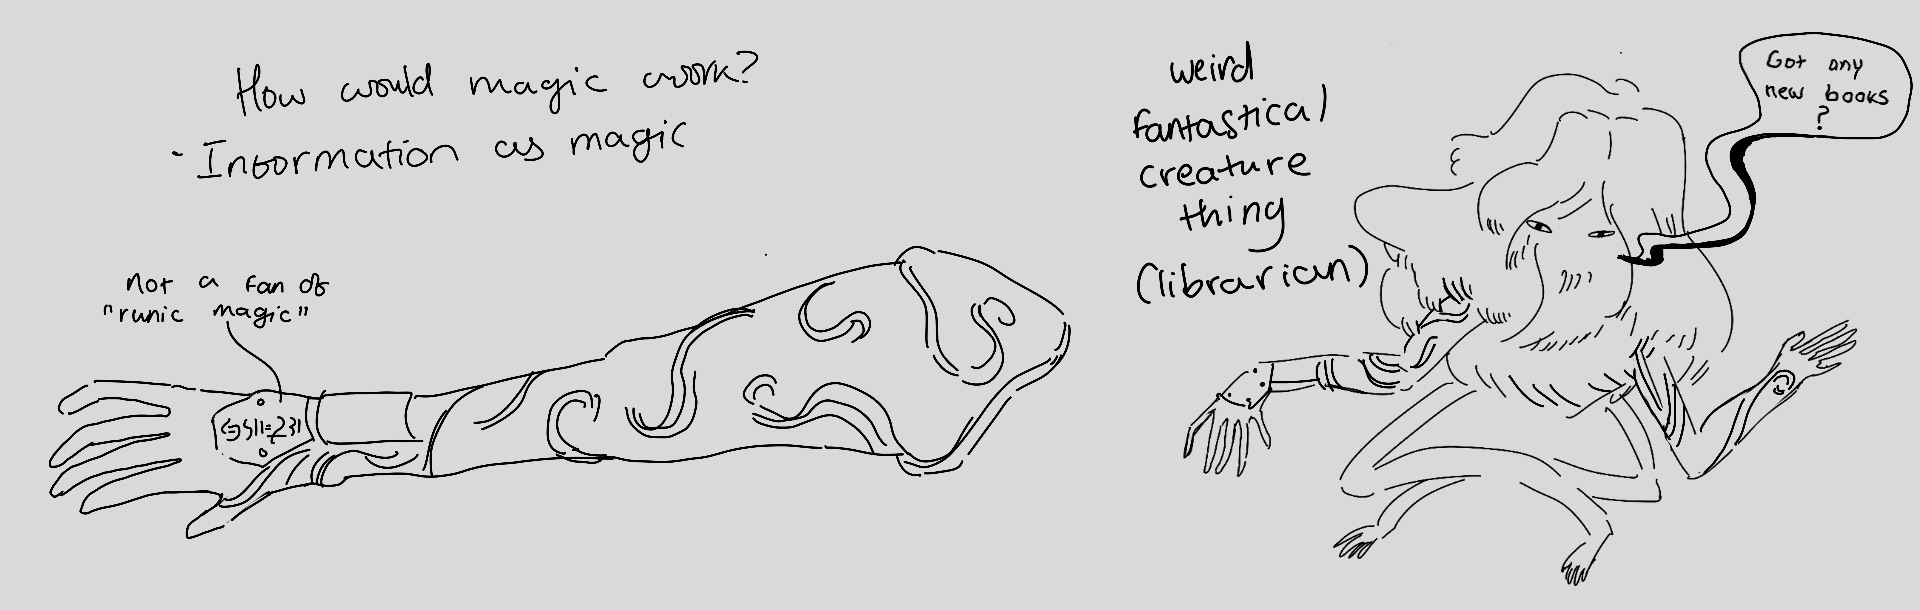 How would magic work?
- Information as magic
Not a fan of
"runic magic"
weird
fantastical
creature
thing
(librarian)
Got any
new books
?